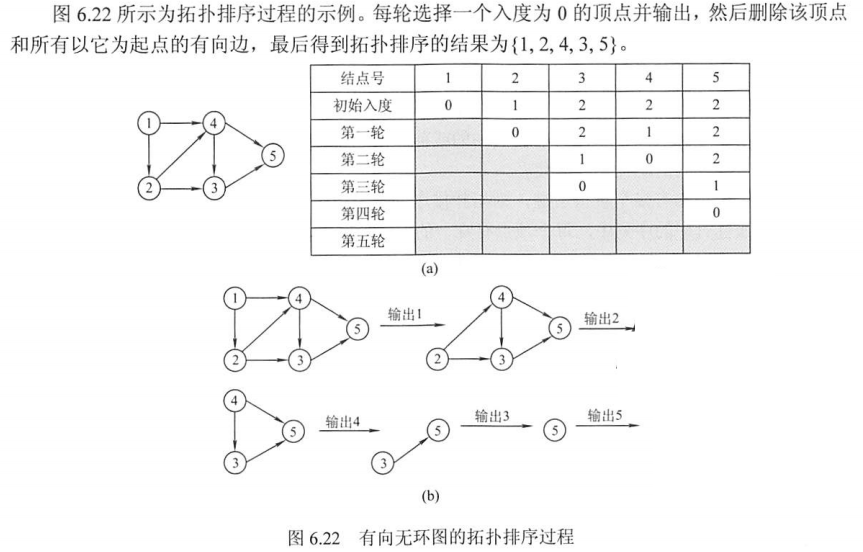 图 6.22 所示为拓扑排序过程的示例。每轮选择一个入度为 0 的顶点并输出，然后删除该顶点
和所有以它为起点的有向边，最后得到拓扑排序的结果为{1, 2, 4, 3, 5}。
结点号 1 2 3 4 5
初始入度 0 1 2 2 2
第一轮 0 2 1 2
第二轮 1 0 2
第三轮 0 1
第四轮 0
第五轮
1 4
5
2 3
(a)
1 4
5
2 3
输出1
4
5
2 3
输出2
4
5
3
输出4
5
3
输出3
5
输出5
(b)
图 6.22 有向无环图的拓扑排序过程